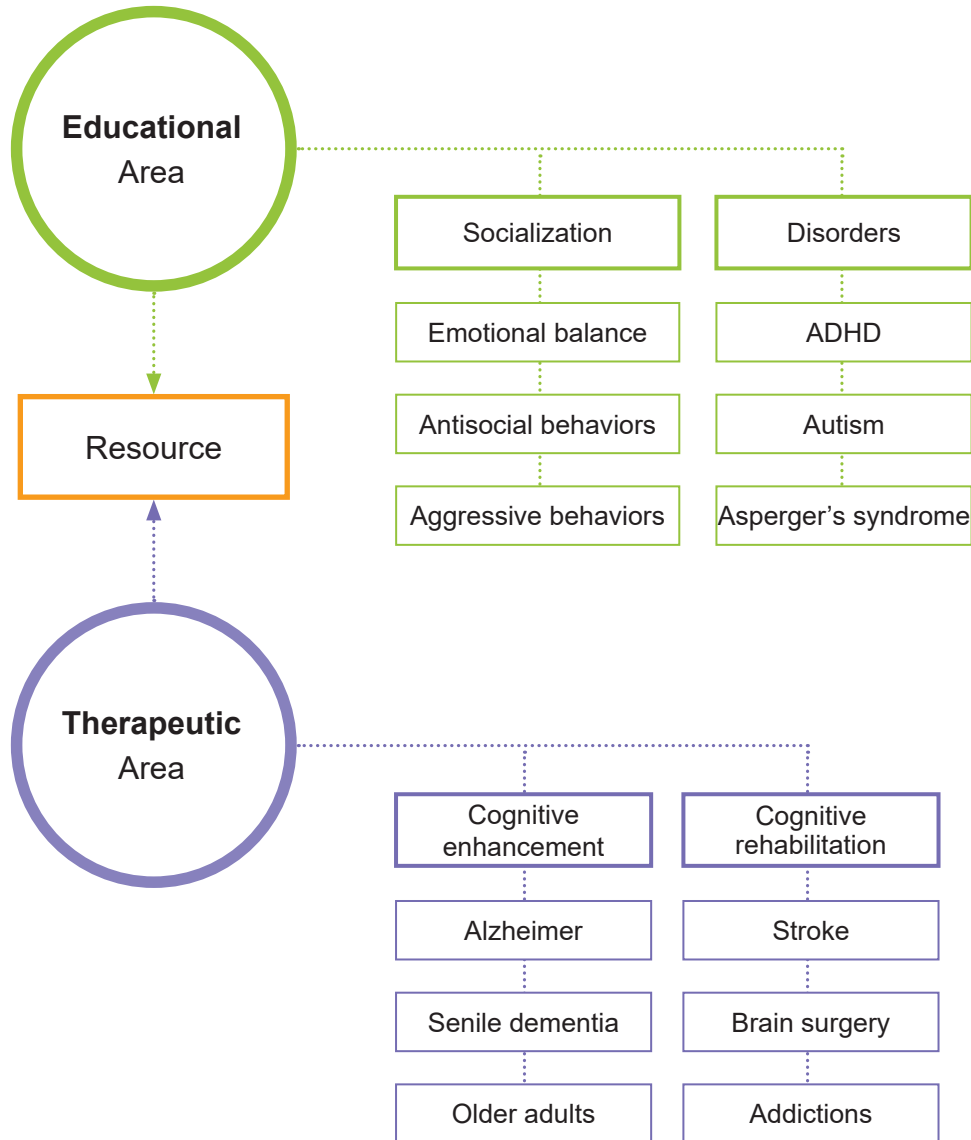 Educational
Area
Socialization
Disorders
Emotional balance
ADHD
Antisocial behaviors
Autism
Resource
Aggressive behaviors
Asperger’s syndrome
Therapeutic
Area
Cognitive
enhancement
Cognitive
rehabilitation
Alzheimer
Stroke
Senile dementia
Brain surgery
Older adults
Addictions